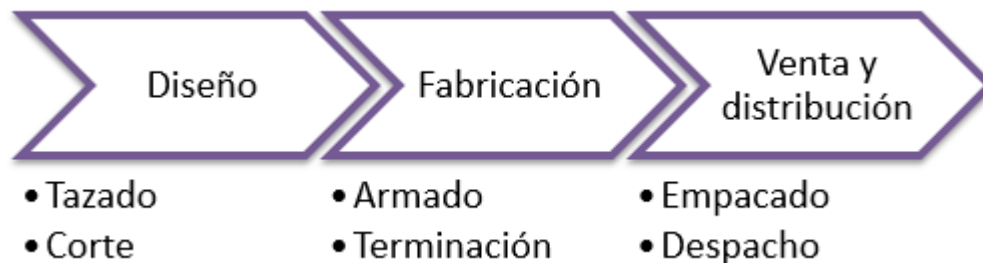 Diseño
• Tazado
• Corte
Fabricación
• Armado
• Terminación
Venta y
distribución
• Empacado
• Despacho